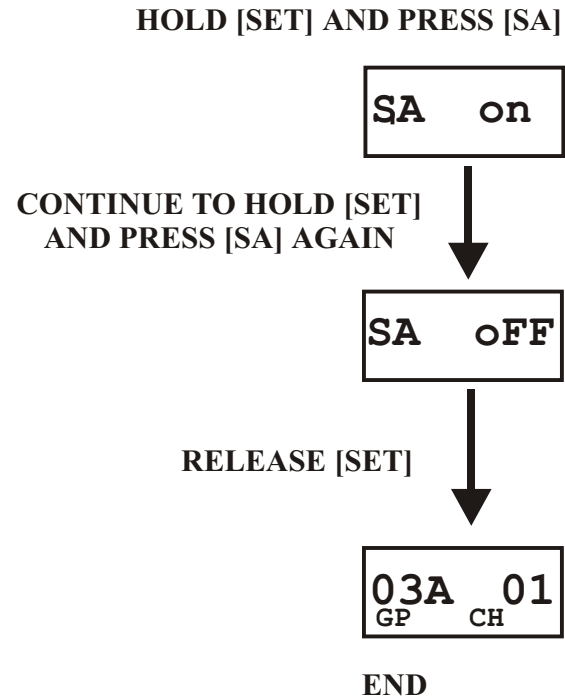 HOLD [SET] AND PRESS [SA]
SA on
CONTINUE TO HOLD [SET]
AND PRESS [SA] AGAIN
SA oFF
RELEASE [SET]
03A 01
GP CH
END